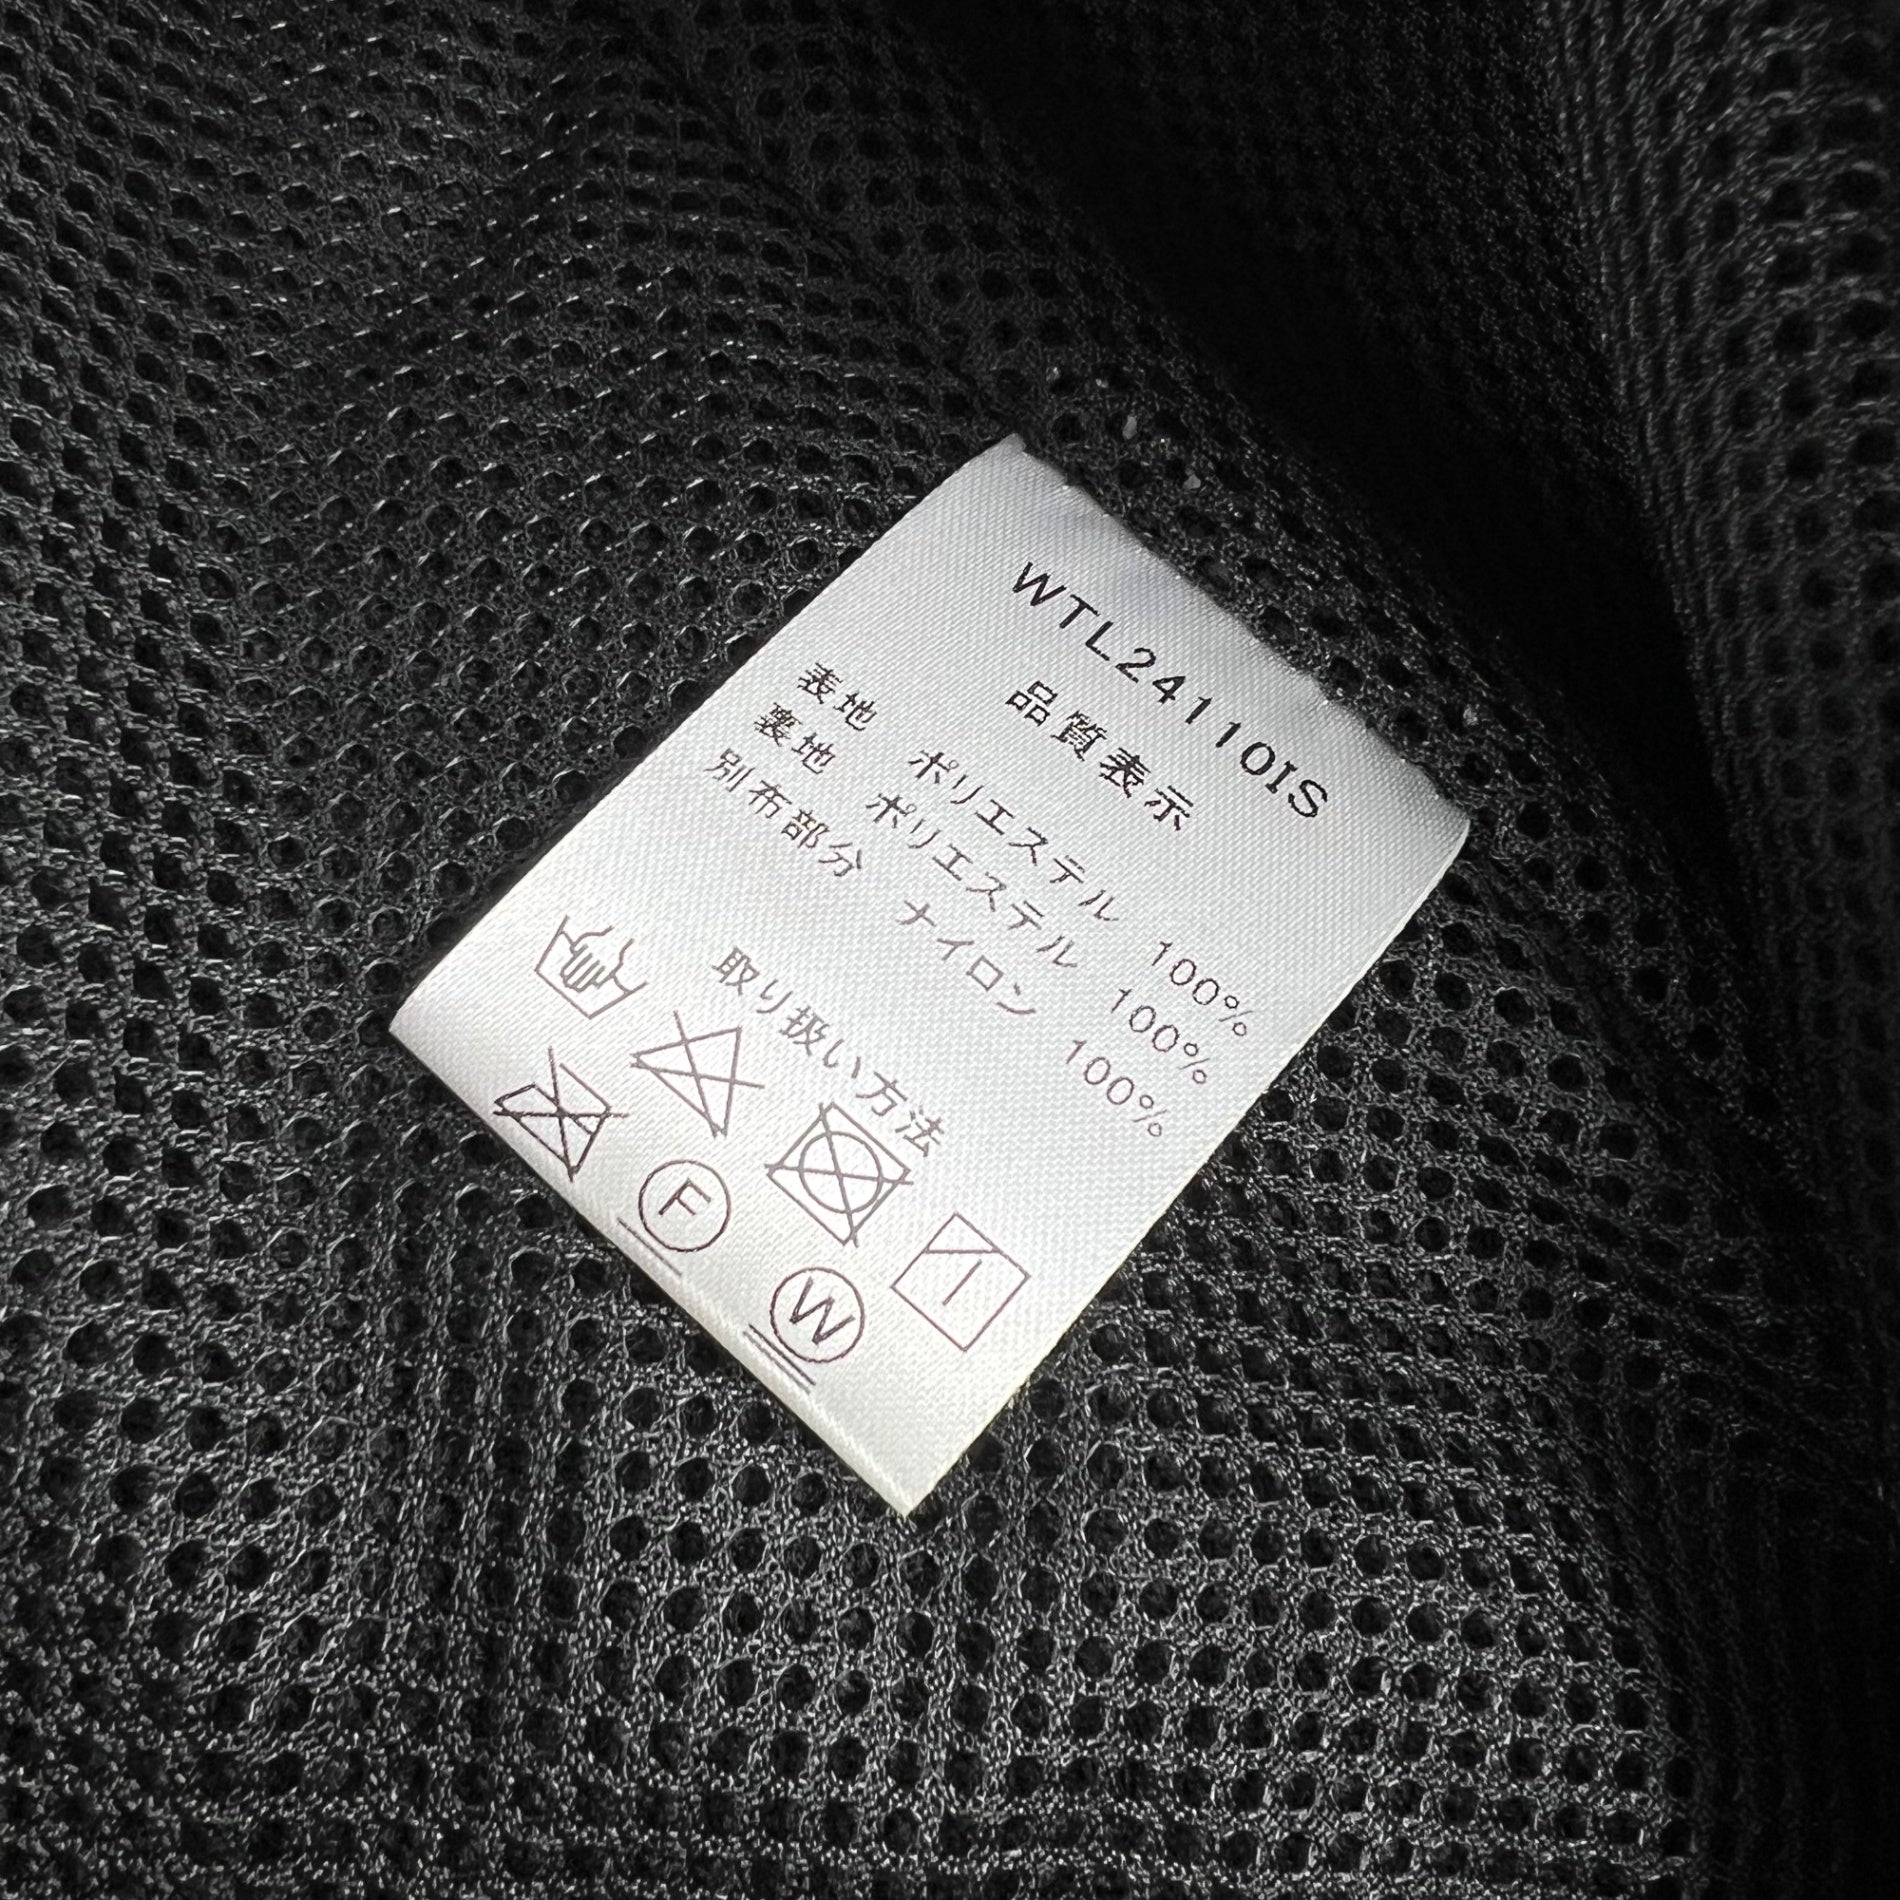 WTL24110IS
品質表示
表地 ポリエステル 100%
裏地 ポリエステル 100%
別布部分 ナイロン 100%
取り扱い方法
F
W